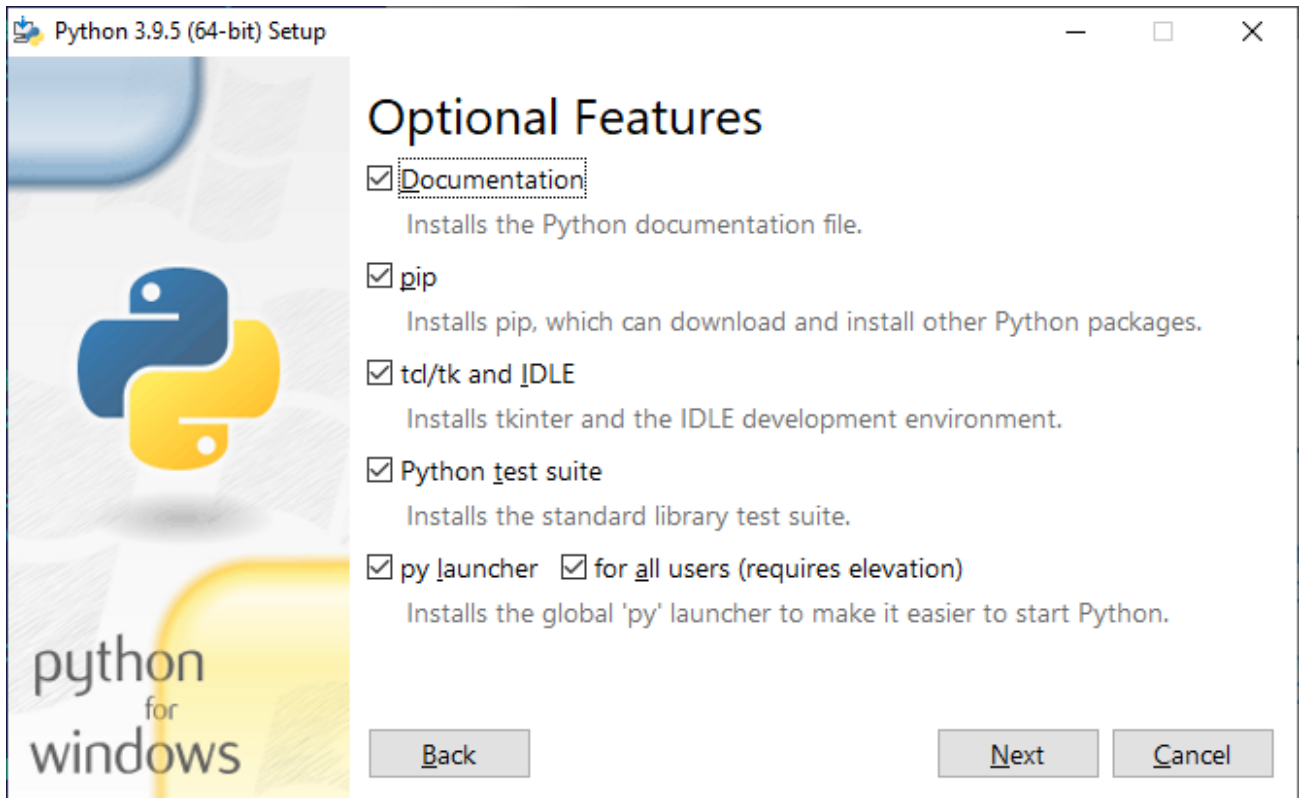 Python 3.9.5 (64-bit) Setup
Optional Features
Documentation
Installs the Python documentation file.
pip
Installs pip, which can download and install other Python packages.
tcl/tk and IDLE
Installs tkinter and the IDLE development environment.
Python test suite
Installs the standard library test suite.
py launcher for all users (requires elevation)
Installs the global 'py' launcher to make it easier to start Python.
python
for
windows
Back Next Cancel